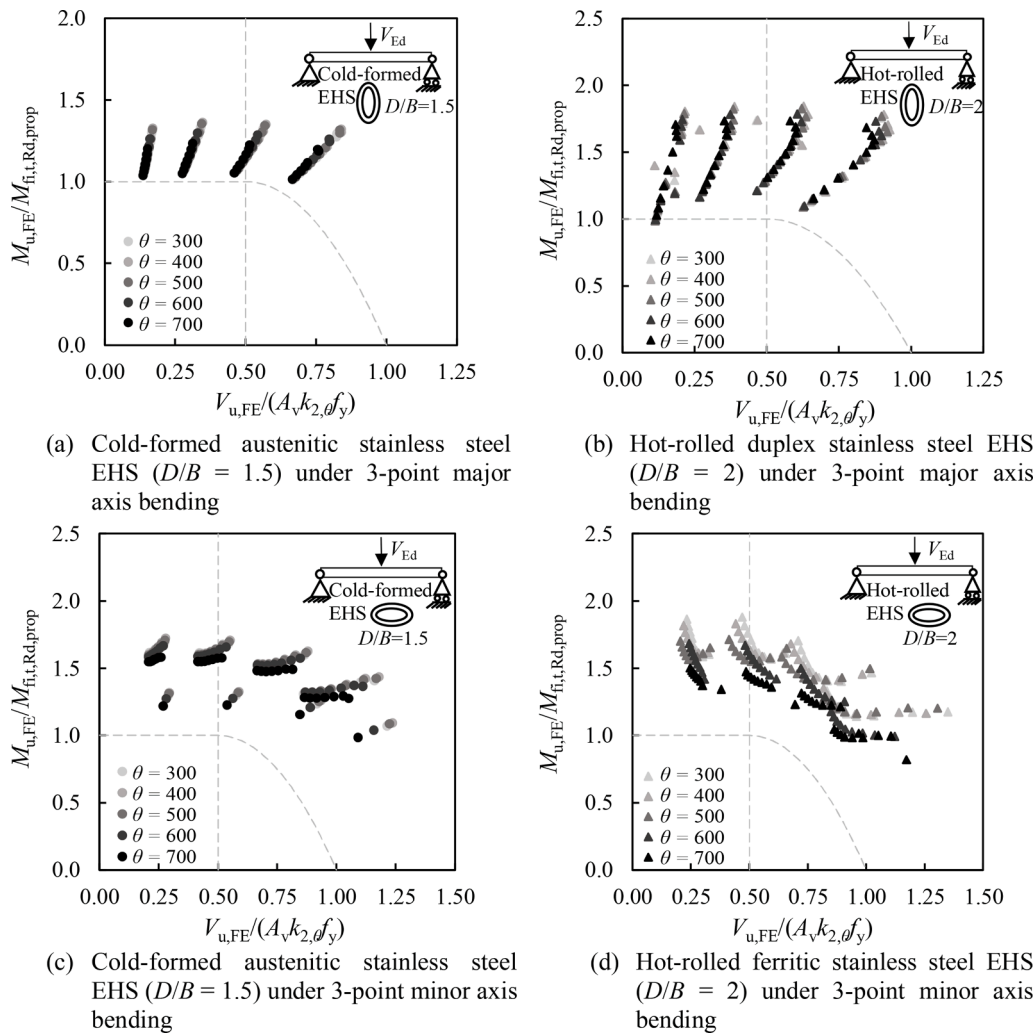 2.0
V_Ed
Cold-formed
EHS
D/B=1.5
1.5
1.0
0.5
0.0
M_u,FE/M_fi,t,Rd,prop
θ = 300
θ = 400
θ = 500
θ = 600
θ = 700
0.00 0.25 0.50 0.75 1.00 1.25
V_u,FE/(A_v k_2,θ f_y)
(a) Cold-formed austenitic stainless steel
EHS (D/B = 1.5) under 3-point major
axis bending
2.5
V_Ed
Hot-rolled
EHS
D/B=2
2.0
1.5
1.0
0.5
0.0
M_u,FE/M_fi,t,Rd,prop
θ = 300
θ = 400
θ = 500
θ = 600
θ = 700
0.00 0.25 0.50 0.75 1.00 1.25
V_u,FE/(A_v k_2,θ f_y)
(b) Hot-rolled duplex stainless steel EHS
(D/B = 2) under 3-point major axis
bending
2.5
V_Ed
Cold-formed
EHS
D/B=1.5
2.0
1.5
1.0
0.5
0.0
M_u,FE/M_fi,t,Rd,prop
θ = 300
θ = 400
θ = 500
θ = 600
θ = 700
0.00 0.25 0.50 0.75 1.00 1.25 1.50
V_u,FE/(A_v k_2,θ f_y)
(c) Cold-formed austenitic stainless steel
EHS (D/B = 1.5) under 3-point minor axis
bending
2.5
V_Ed
Hot-rolled
EHS
D/B=2
2.0
1.5
1.0
0.5
0.0
M_u,FE/M_fi,t,Rd,prop
θ = 300
θ = 400
θ = 500
θ = 600
θ = 700
0.00 0.25 0.50 0.75 1.00 1.25 1.50
V_u,FE/(A_v k_2,θ f_y)
(d) Hot-rolled ferritic stainless steel EHS
(D/B = 2) under 3-point minor axis
bending